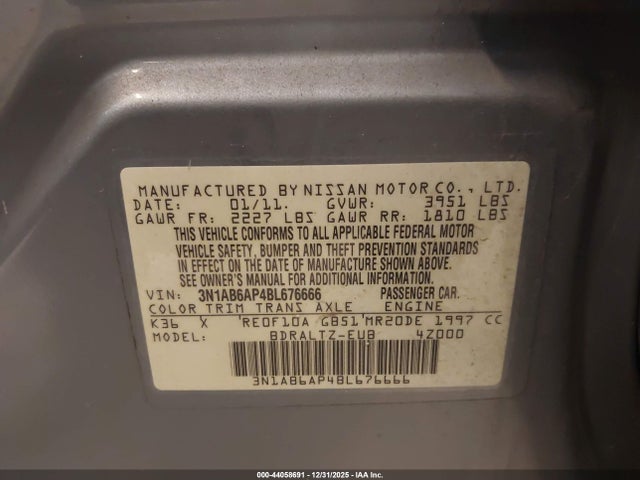 MANUFACTURED BY NISSAN MOTOR CO., LTD.
DATE: 01/11. GVWR: 3951 LBS
GAWR FR: 2227 LBS GAWR RR: 1810 LBS
THIS VEHICLE CONFORMS TO ALL APPLICABLE FEDERAL MOTOR
VEHICLE SAFETY, BUMPER AND THEFT PREVENTION STANDARDS
IN EFFECT ON THE DATE OF MANUFACTURE SHOWN ABOVE.
SEE OWNER'S MANUAL FOR ADDITIONAL INFORMATION.
VIN: 3N1AB6AP4BL676666 PASSENGER CAR.
COLOR TRIM TRANS AXLE ENGINE
K36 X RE0F10A GB51 MR20DE 1997 CC
MODEL: BDRALTZ-EUB 4Z000
3N1AB6AP4BL676666
000-44058691 - 12/31/2025 - IAA Inc.